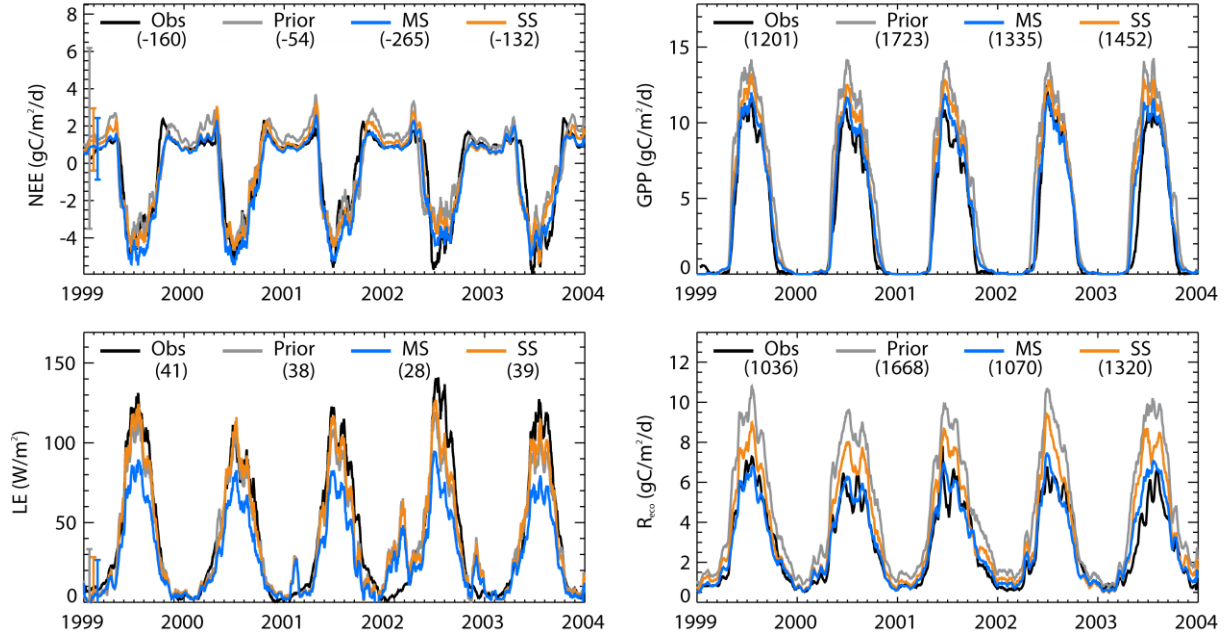 Obs Prior MS SS
(-160) (-54) (-265) (-132)
NEE (gC/m²/d)
8
6
4
2
0
-2
-4
1999 2000 2001 2002 2003 2004
Obs Prior MS SS
(1201) (1723) (1335) (1452)
GPP (gC/m²/d)
15
10
5
0
1999 2000 2001 2002 2003 2004
Obs Prior MS SS
(41) (38) (28) (39)
LE (W/m²)
150
100
50
0
1999 2000 2001 2002 2003 2004
Obs Prior MS SS
(1036) (1668) (1070) (1320)
Reco (gC/m²/d)
12
10
8
6
4
2
0
1999 2000 2001 2002 2003 2004